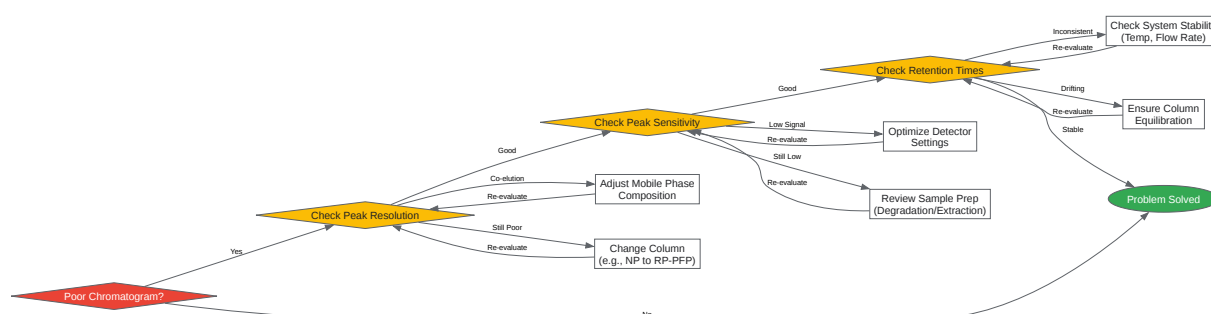 Check System Stabilit
(Temp, Flow Rate)
Inconsistent
Re-evaluate
Check Retention Times
Good
Drifting
Re-evaluate
Ensure Column
Equilibration
Stable
Check Peak Sensitivity
Low Signal
Re-evaluate
Optimize Detector
Settings
Good
Still Low
Re-evaluate
Review Sample Prep
(Degradation/Extraction)
Problem Solved
Co-elution
Re-evaluate
Adjust Mobile Phase
Composition
Check Peak Resolution
Still Poor
Re-evaluate
Change Column
(e.g., NP to RP-PFP)
Yes
Poor Chromatogram?